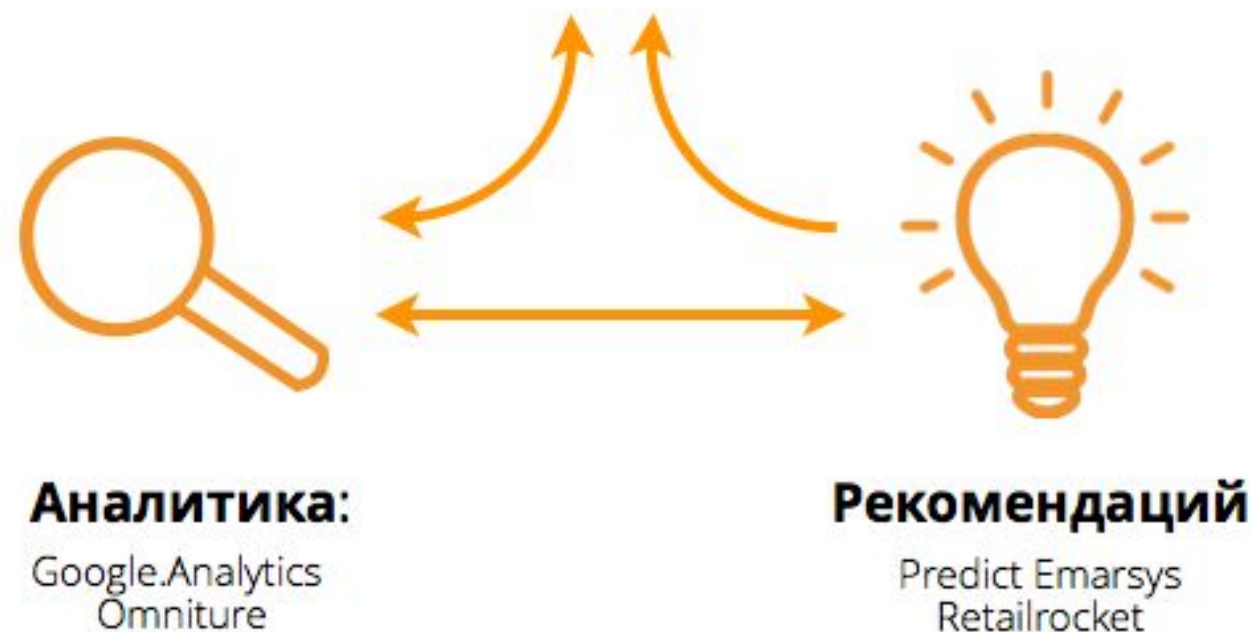 Аналитика:
Google.Analytics
Omniture
Рекомендаций
Predict Emarsys
Retailrocket